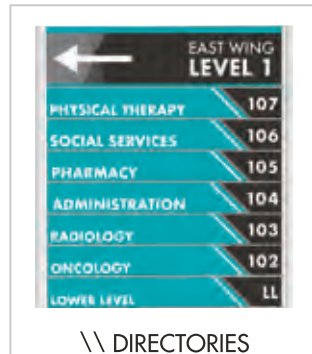 EAST WING
LEVEL 1
PHYSICAL THERAPY 107
SOCIAL SERVICES 106
PHARMACY 105
ADMINISTRATION 104
RADIOLOGY 103
ONCOLOGY 102
LOWER LEVEL LL
\\ DIRECTORIES